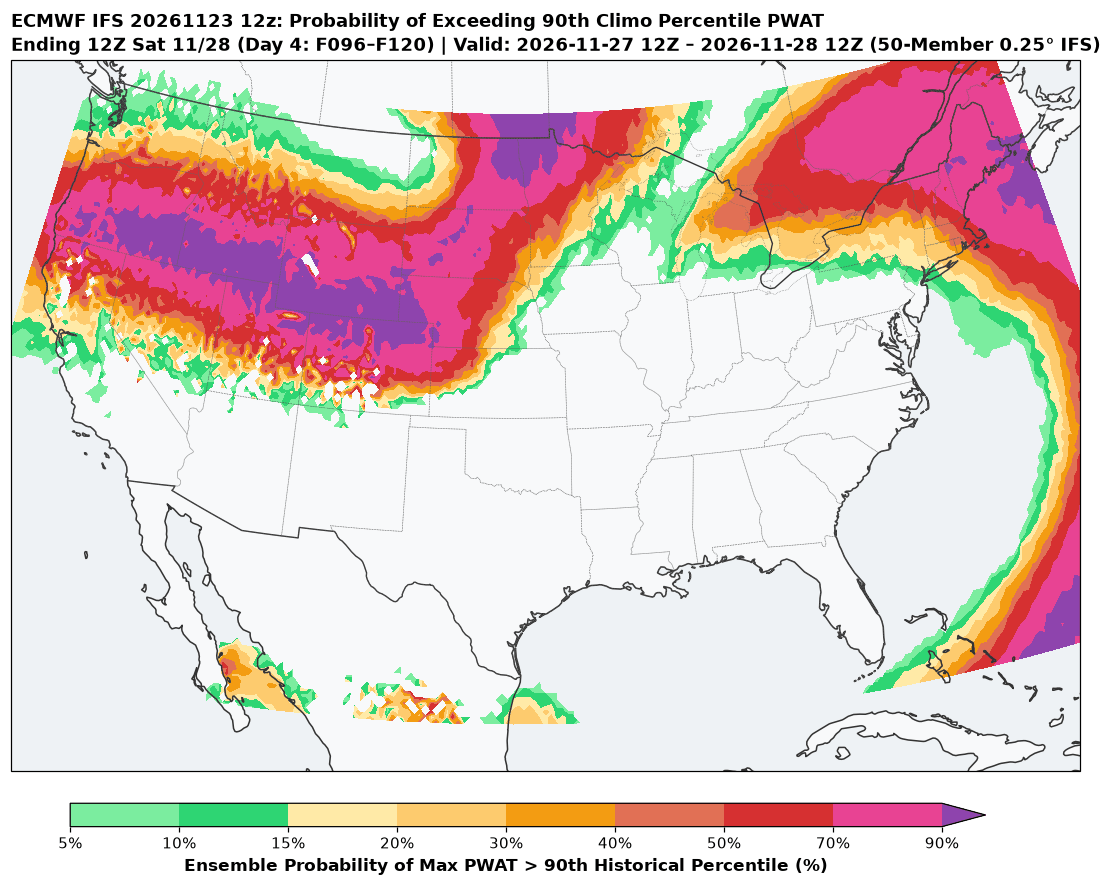 ECMWF IFS 20261123 12z: Probability of Exceeding 90th Climo Percentile PWAT
Ending 12Z Sat 11/28 (Day 4: F096–F120) | Valid: 2026-11-27 12Z – 2026-11-28 12Z (50-Member 0.25° IFS)
5% 10% 15% 20% 30% 40% 50% 70% 90%
Ensemble Probability of Max PWAT > 90th Historical Percentile (%)